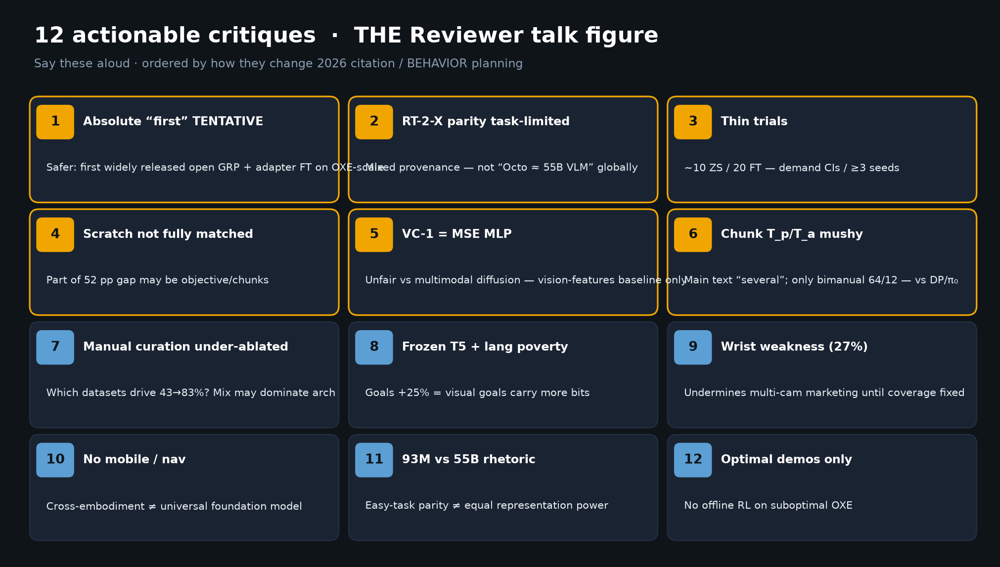 12 actionable critiques · THE Reviewer talk figure
Say these aloud · ordered by how they change 2026 citation / BEHAVIOR planning
1 Absolute “first” TENTATIVE
Safer: first widely released open GRP + adapter FT on OXE-scale
2 RT-2-X parity task-limited
Mixed provenance — not “Octo ≈ 55B VLM” globally
3 Thin trials
~10 ZS / 20 FT — demand CIs / ≥3 seeds
4 Scratch not fully matched
Part of 52 pp gap may be objective/chunks
5 VC-1 = MSE MLP
Unfair vs multimodal diffusion — vision-features baseline only
6 Chunk T_p/T_a mushy
Main text “several”; only bimanual 64/12 — vs DP/π₀
7 Manual curation under-ablated
Which datasets drive 43→83%? Mix may dominate arch
8 Frozen T5 + lang poverty
Goals +25% = visual goals carry more bits
9 Wrist weakness (27%)
Undermines multi-cam marketing until coverage fixed
10 No mobile / nav
Cross-embodiment ≠ universal foundation model
11 93M vs 55B rhetoric
Easy-task parity ≠ equal representation power
12 Optimal demos only
No offline RL on suboptimal OXE